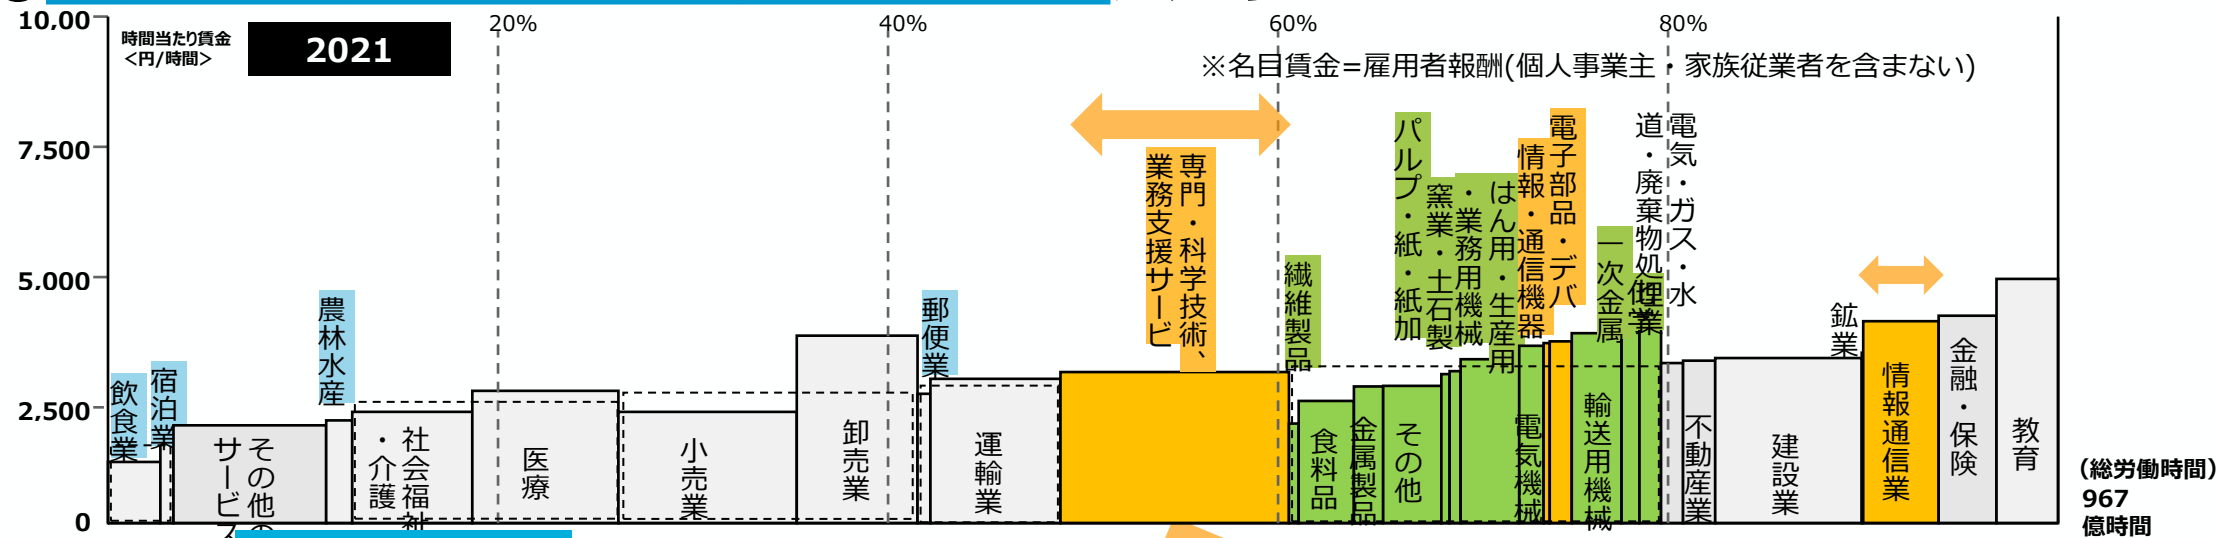 10,00
7,500
5,000
2,500
0
時間当たり賃金
<円/時間>
2021
20%
40%
60%
80%
※名目賃金=雇用者報酬(個人事業主・家族従業者を含まない)
飲食業
宿泊業
その他の
サービス
農林水産
社会福祉
・介護
医療
小売業
卸売業
郵便業
運輸業
専門・科学技術、
業務支援サービ
繊維製品
食料品
金属製品
その他
パルプ・紙・紙加
窯業・土石製
はん用・生産用
・業務用機械
電気機械
情報・通信機器
電子部品・デバ
輸送用機械
一次金属
化学
電気・ガス・水
道・廃棄物処理業
不動産業
建設業
鉱業
情報通信業
金融・保険
教育
(総労働時間)
967
億時間